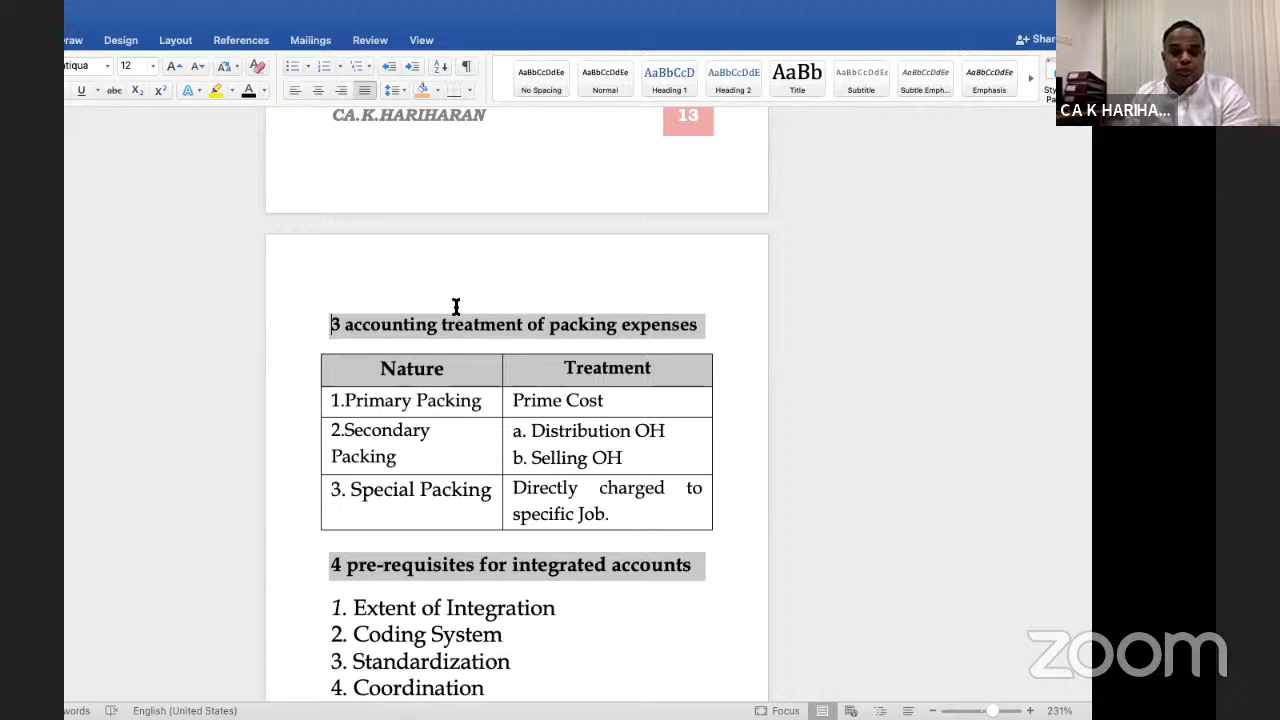 raw Design Layout References Mailings Review View Shar
tiqua 12
AaBbCcDdEe AaBbCcDdEe AaBbCcD AaBbCcDdE AaBb AaBbCcDdEe AaBbCcDdEe AaBbCcDdEe
No Spacing Normal Heading 1 Heading 2 Title Subtitle Subtle Emph... Emphasis
CA K HARIHA...
CA.K.HARIHARAN 13
3 accounting treatment of packing expenses
Nature Treatment
1.Primary Packing Prime Cost
2.Secondary Packing
a. Distribution OH
b. Selling OH
3. Special Packing
Directly charged to
specific Job.
4 pre-requisites for integrated accounts
1. Extent of Integration
2. Coding System
3. Standardization
4. Coordination
zoom
words English (United States) Focus 231%